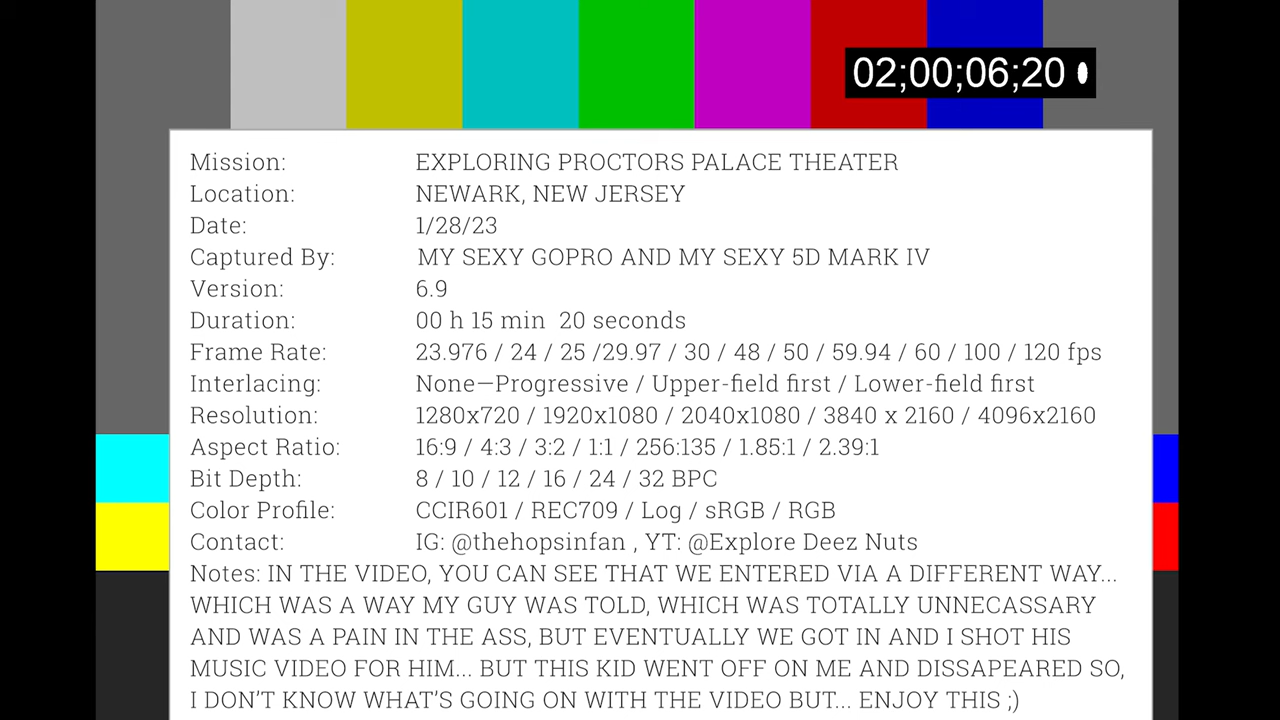 02;00;06;20
Mission: EXPLORING PROCTORS PALACE THEATER
Location: NEWARK, NEW JERSEY
Date: 1/28/23
Captured By: MY SEXY GOPRO AND MY SEXY 5D MARK IV
Version: 6.9
Duration: 00 h 15 min  20 seconds
Frame Rate: 23.976 / 24 / 25 /29.97 / 30 / 48 / 50 / 59.94 / 60 / 100 / 120 fps
Interlacing: None—Progressive / Upper-field first / Lower-field first
Resolution: 1280x720 / 1920x1080 / 2040x1080 / 3840 x 2160 / 4096x2160
Aspect Ratio: 16:9 / 4:3 / 3:2 / 1:1 / 256:135 / 1.85:1 / 2.39:1
Bit Depth: 8 / 10 / 12 / 16 / 24 / 32 BPC
Color Profile: CCIR601 / REC709 / Log / sRGB / RGB
Contact: IG: @thehopsinfan , YT: @Explore Deez Nuts
Notes: IN THE VIDEO, YOU CAN SEE THAT WE ENTERED VIA A DIFFERENT WAY...
WHICH WAS A WAY MY GUY WAS TOLD, WHICH WAS TOTALLY UNNECASSARY
AND WAS A PAIN IN THE ASS, BUT EVENTUALLY WE GOT IN AND I SHOT HIS
MUSIC VIDEO FOR HIM... BUT THIS KID WENT OFF ON ME AND DISSAPEARED SO,
I DON'T KNOW WHAT'S GOING ON WITH THE VIDEO BUT... ENJOY THIS ;)